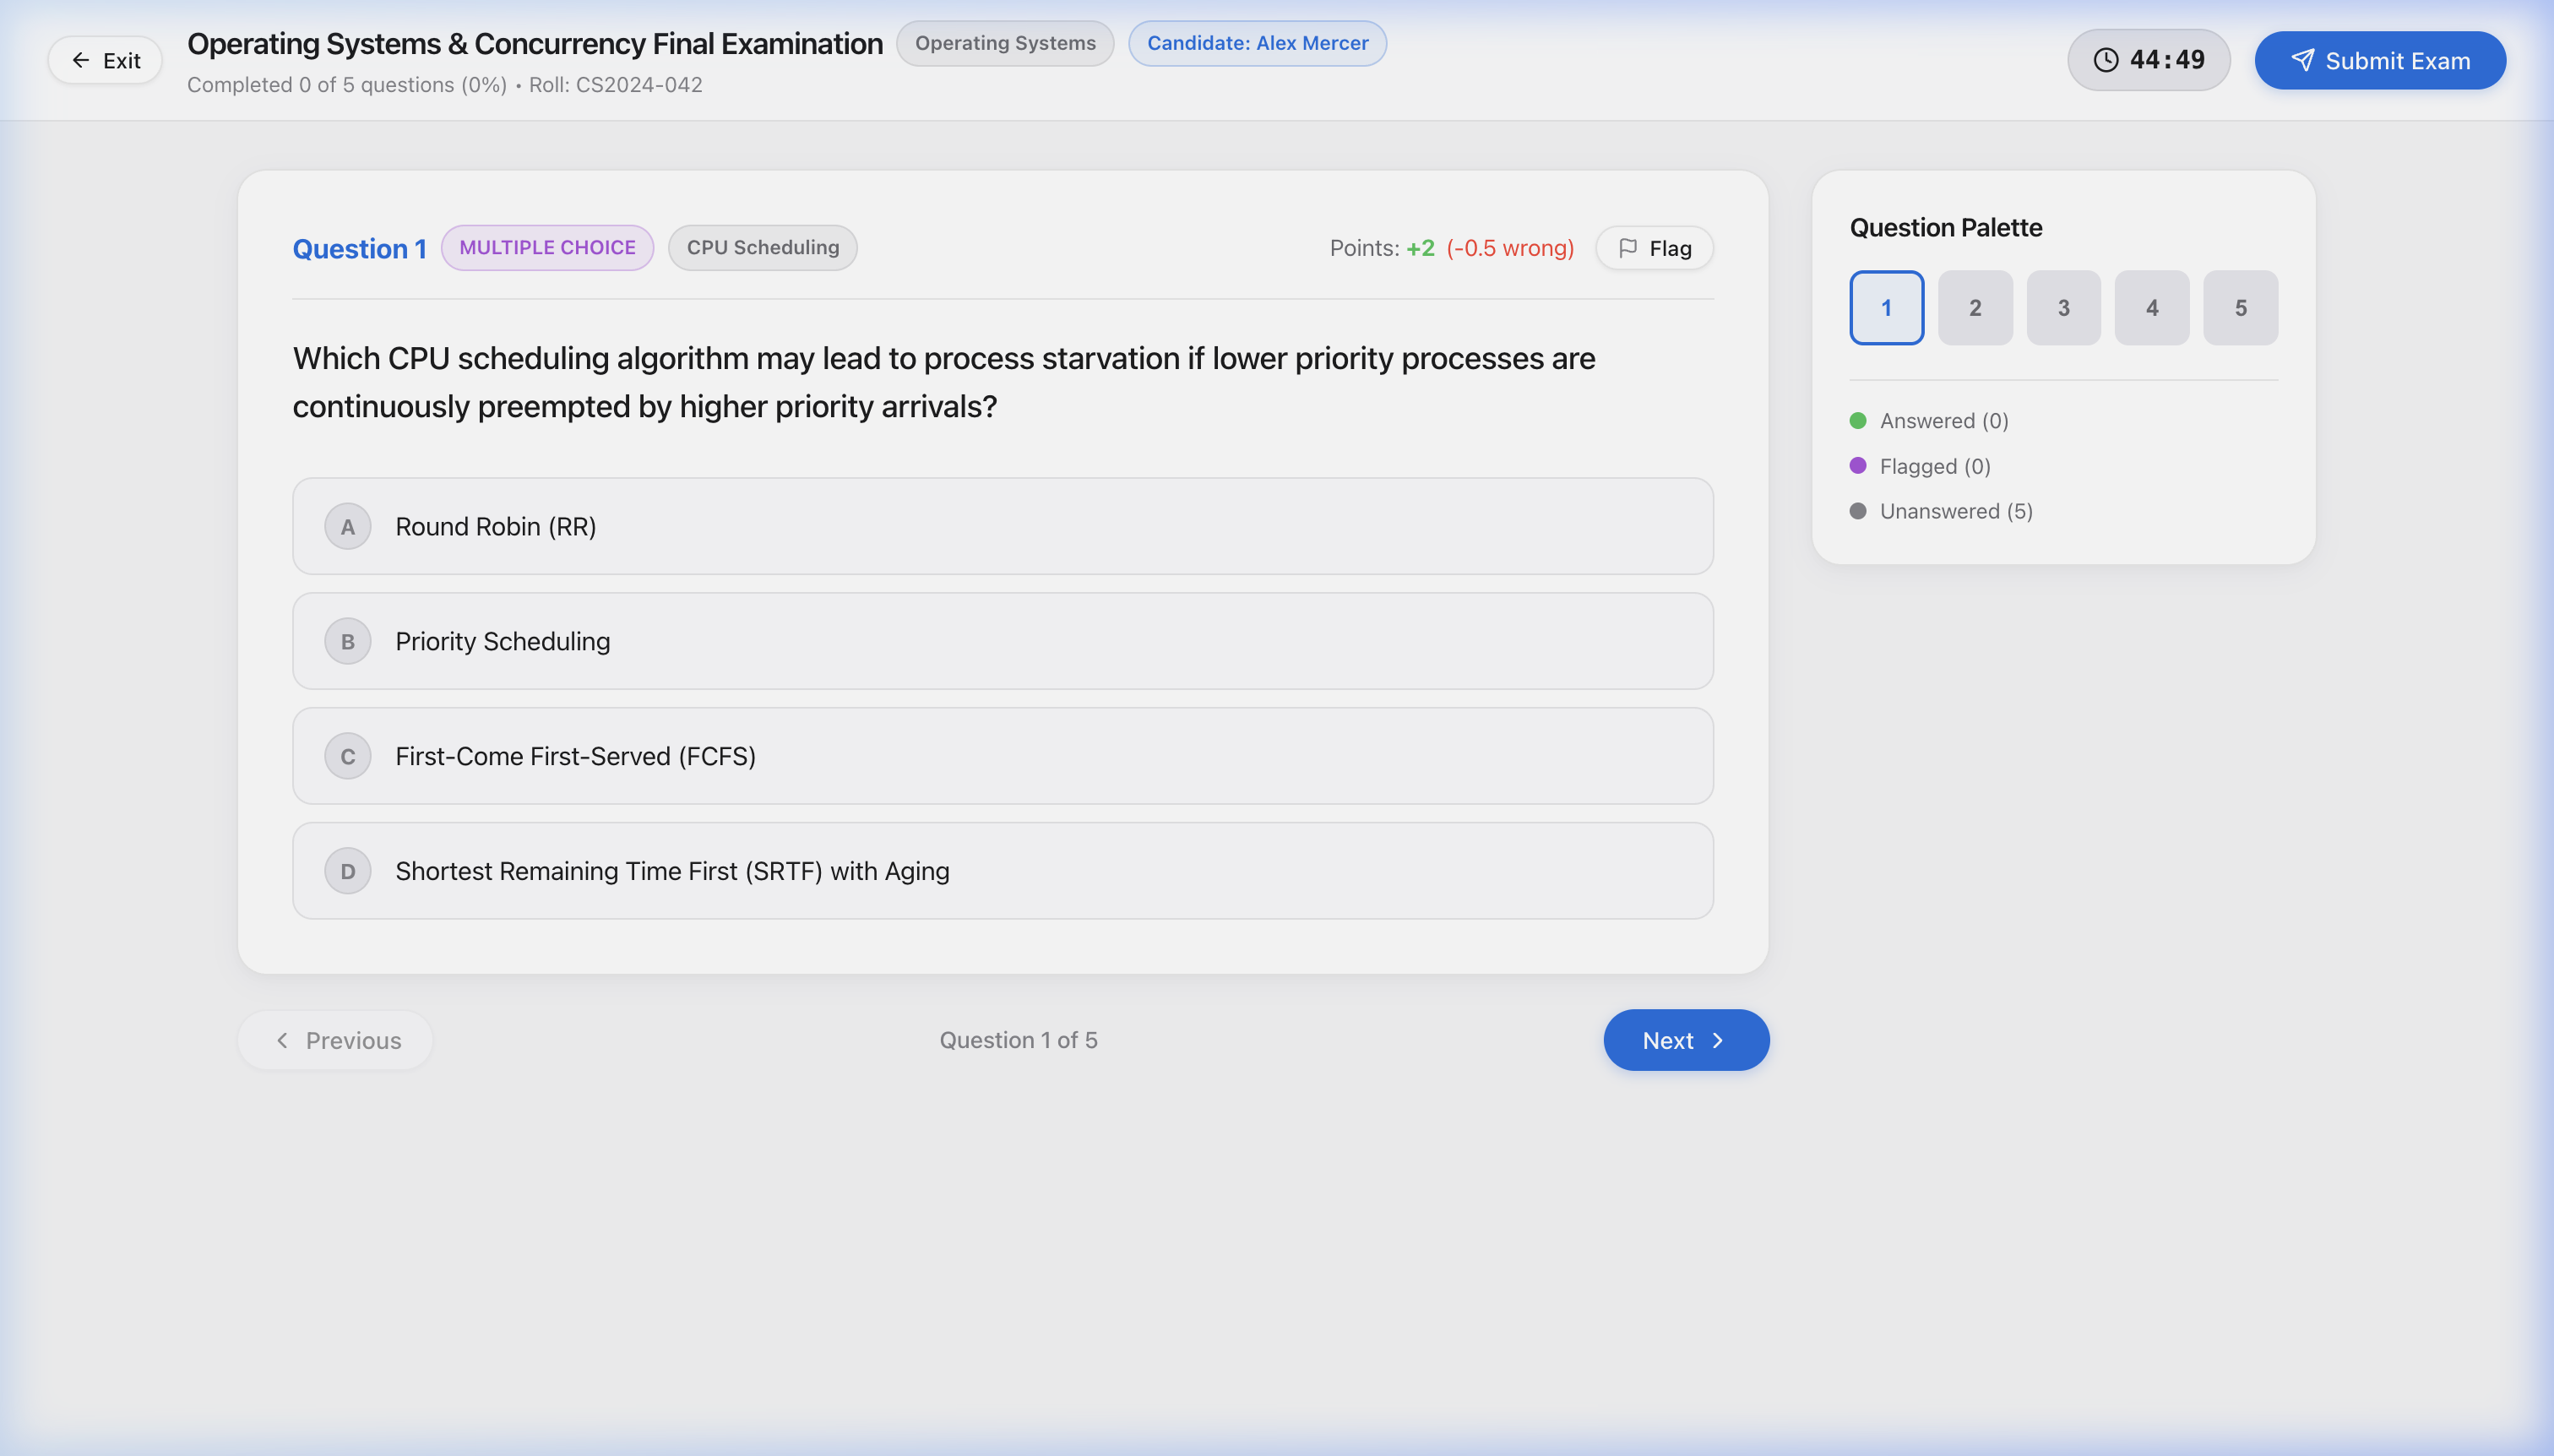 Exit
Operating Systems & Concurrency Final Examination
Operating Systems
Candidate: Alex Mercer
Completed 0 of 5 questions (0%) • Roll: CS2024-042
44:49
Submit Exam
Question 1
MULTIPLE CHOICE
CPU Scheduling
Points: +2 (-0.5 wrong)
Flag
Which CPU scheduling algorithm may lead to process starvation if lower priority processes are
continuously preempted by higher priority arrivals?
A Round Robin (RR)
B Priority Scheduling
C First-Come First-Served (FCFS)
D Shortest Remaining Time First (SRTF) with Aging
Previous
Question 1 of 5
Next
Question Palette
1 2 3 4 5
Answered (0)
Flagged (0)
Unanswered (5)